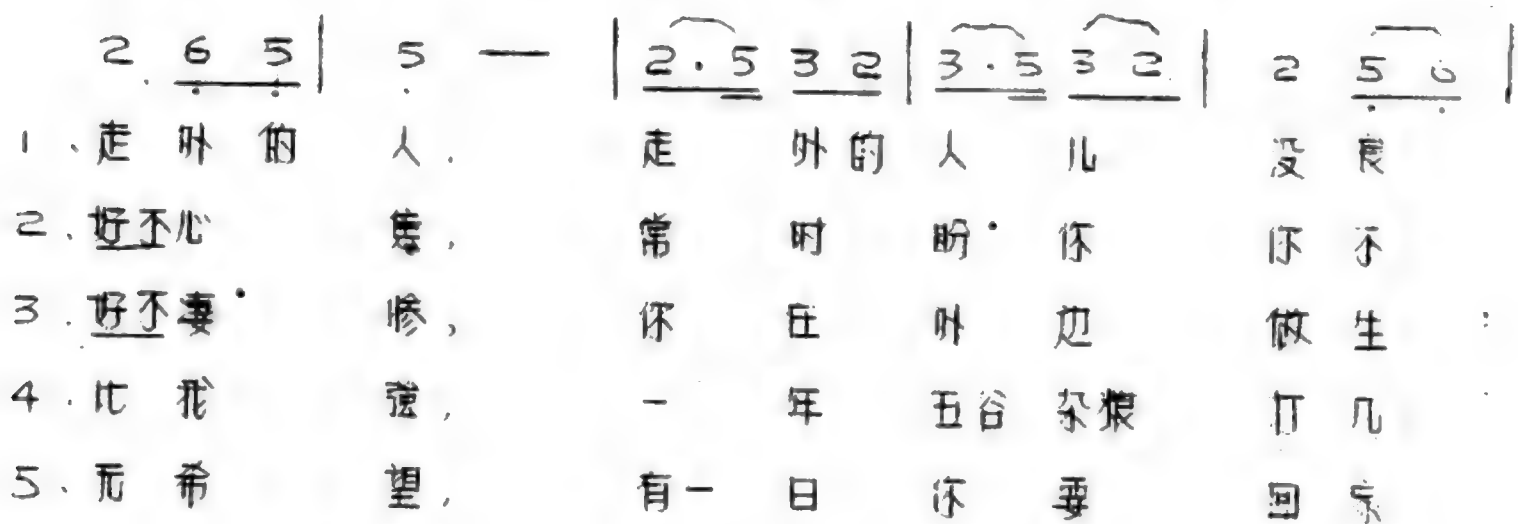 2 6 5 | 5 — | 2·5 3 2 | 3·5 3 2 | 2 5 6 |
1、走外的人. 走外的人儿没良
2. 好不心焦, 常时盼你你不
3. 好不凄惨, 你在外边做生
4. 比我强, 一年五谷杂粮打几
5、无希望, 有一日你要回家